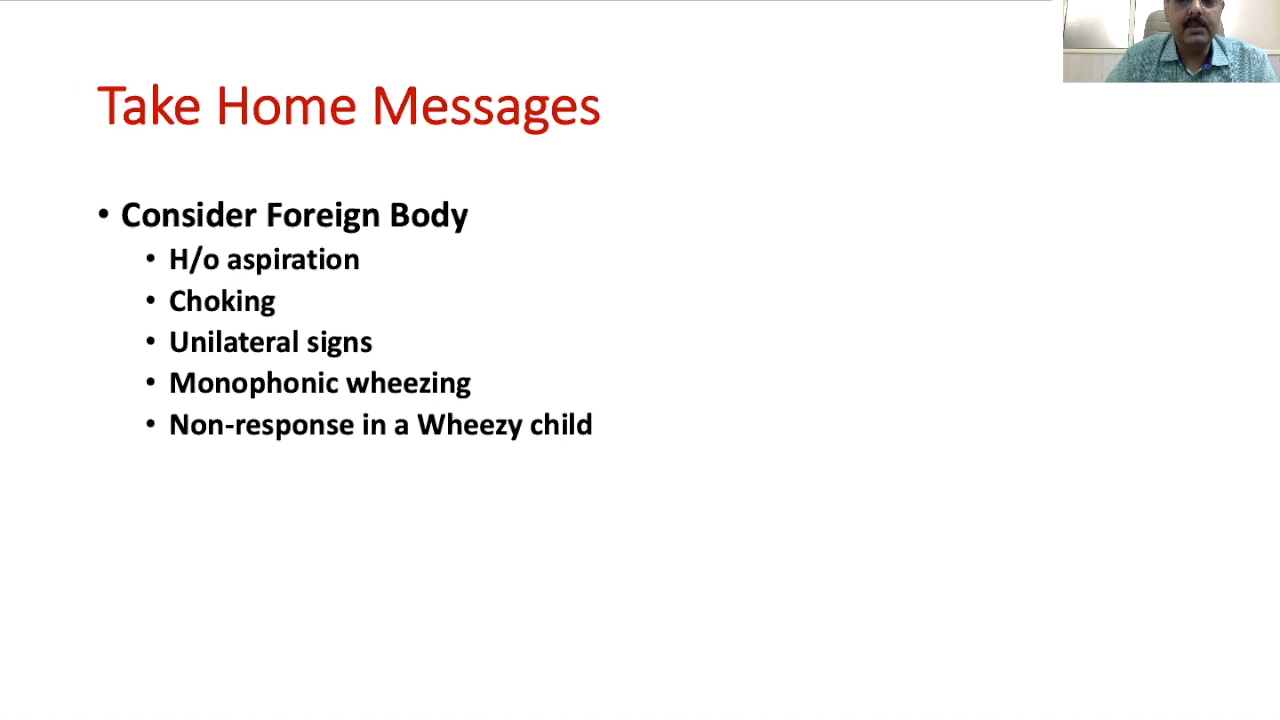 Take Home Messages
• Consider Foreign Body
• H/o aspiration
• Choking
• Unilateral signs
• Monophonic wheezing
• Non-response in a Wheezy child